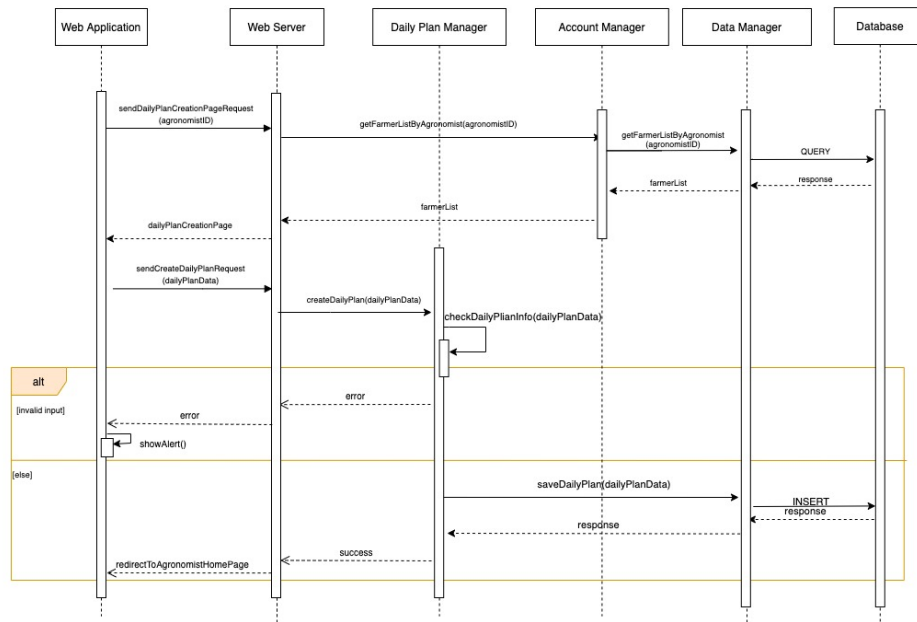 Web Application
Web Server
Daily Plan Manager
Account Manager
Data Manager
Database
sendDailyPlanCreationPageRequest
(agronomistID)
getFarmerListByAgronomist(agronomistID)
getFarmerListByAgronomist
(agronomistID)
QUERY
response
farmerList
farmerList
dailyPlanCreationPage
sendCreateDailyPlanRequest
(dailyPlanData)
createDailyPlan(dailyPlanData)
checkDailyPlianInfo(dailyPlanData)
alt
[invalid input]
error
error
showAlert()
[else]
saveDailyPlan(dailyPlanData)
INSERT
response
response
success
redirectToAgronomistHomePage